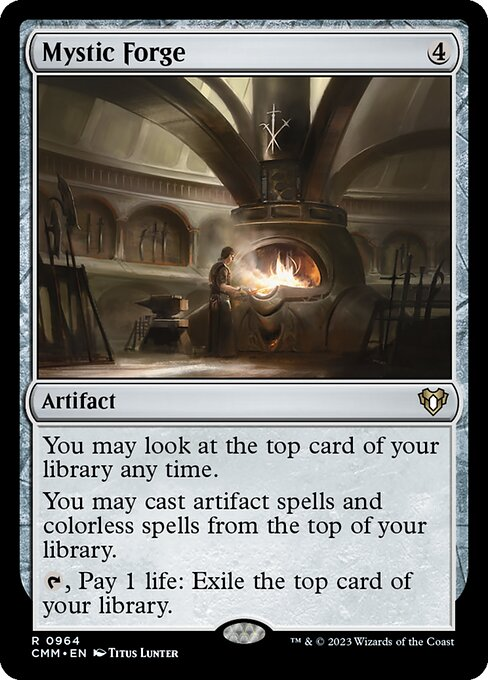 Mystic Forge 4
Artifact
You may look at the top card of your
library any time.
You may cast artifact spells and
colorless spells from the top of your
library.
, Pay 1 life: Exile the top card of
your library.
R 0964
CMM • EN Titus Lunter
™ & © 2023 Wizards of the Coast